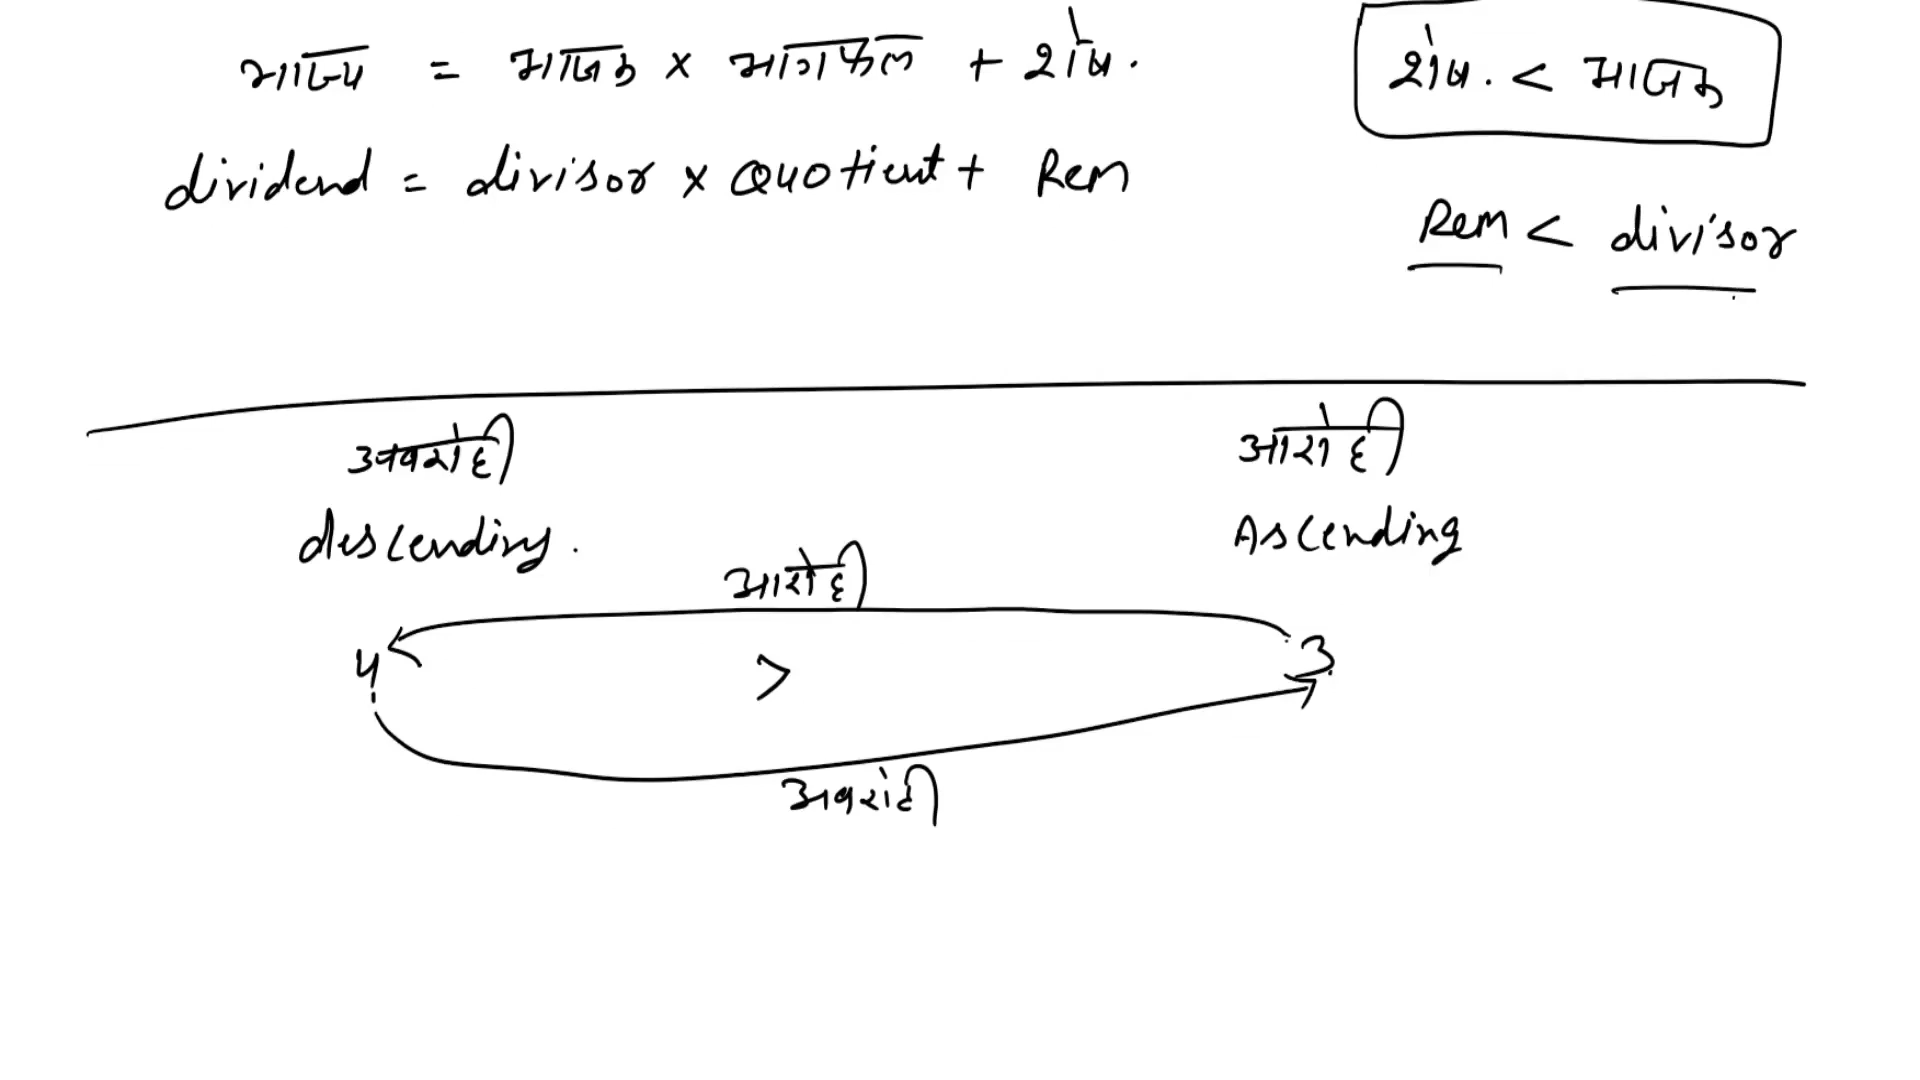 भाज्य = भाजक × भागफल + शेष.
शेष. < भाजक
dividend = divisor × Quotient + Rem
Rem < divisor
अवरोही
आरोही
descending.
Ascending
आरोही
4 > 3
अवरोही